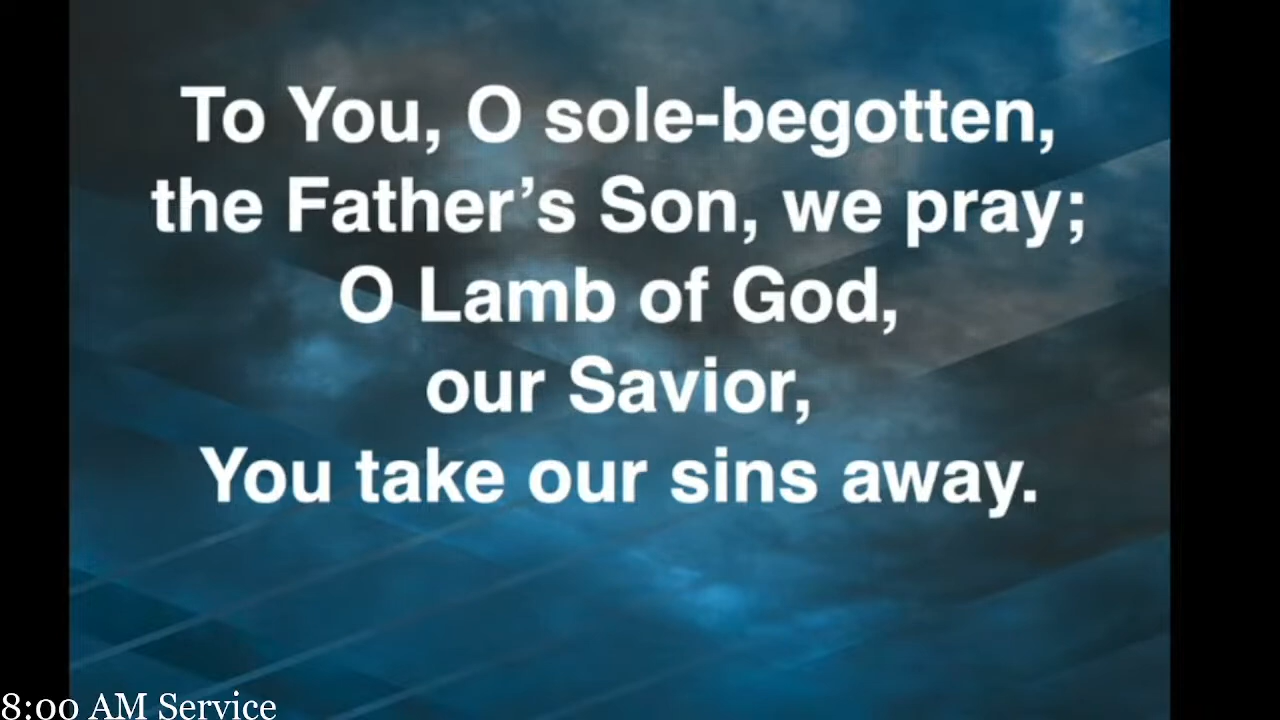 To You, O sole-begotten,
the Father’s Son, we pray;
O Lamb of God,
our Savior,
You take our sins away.
8:00 AM Service